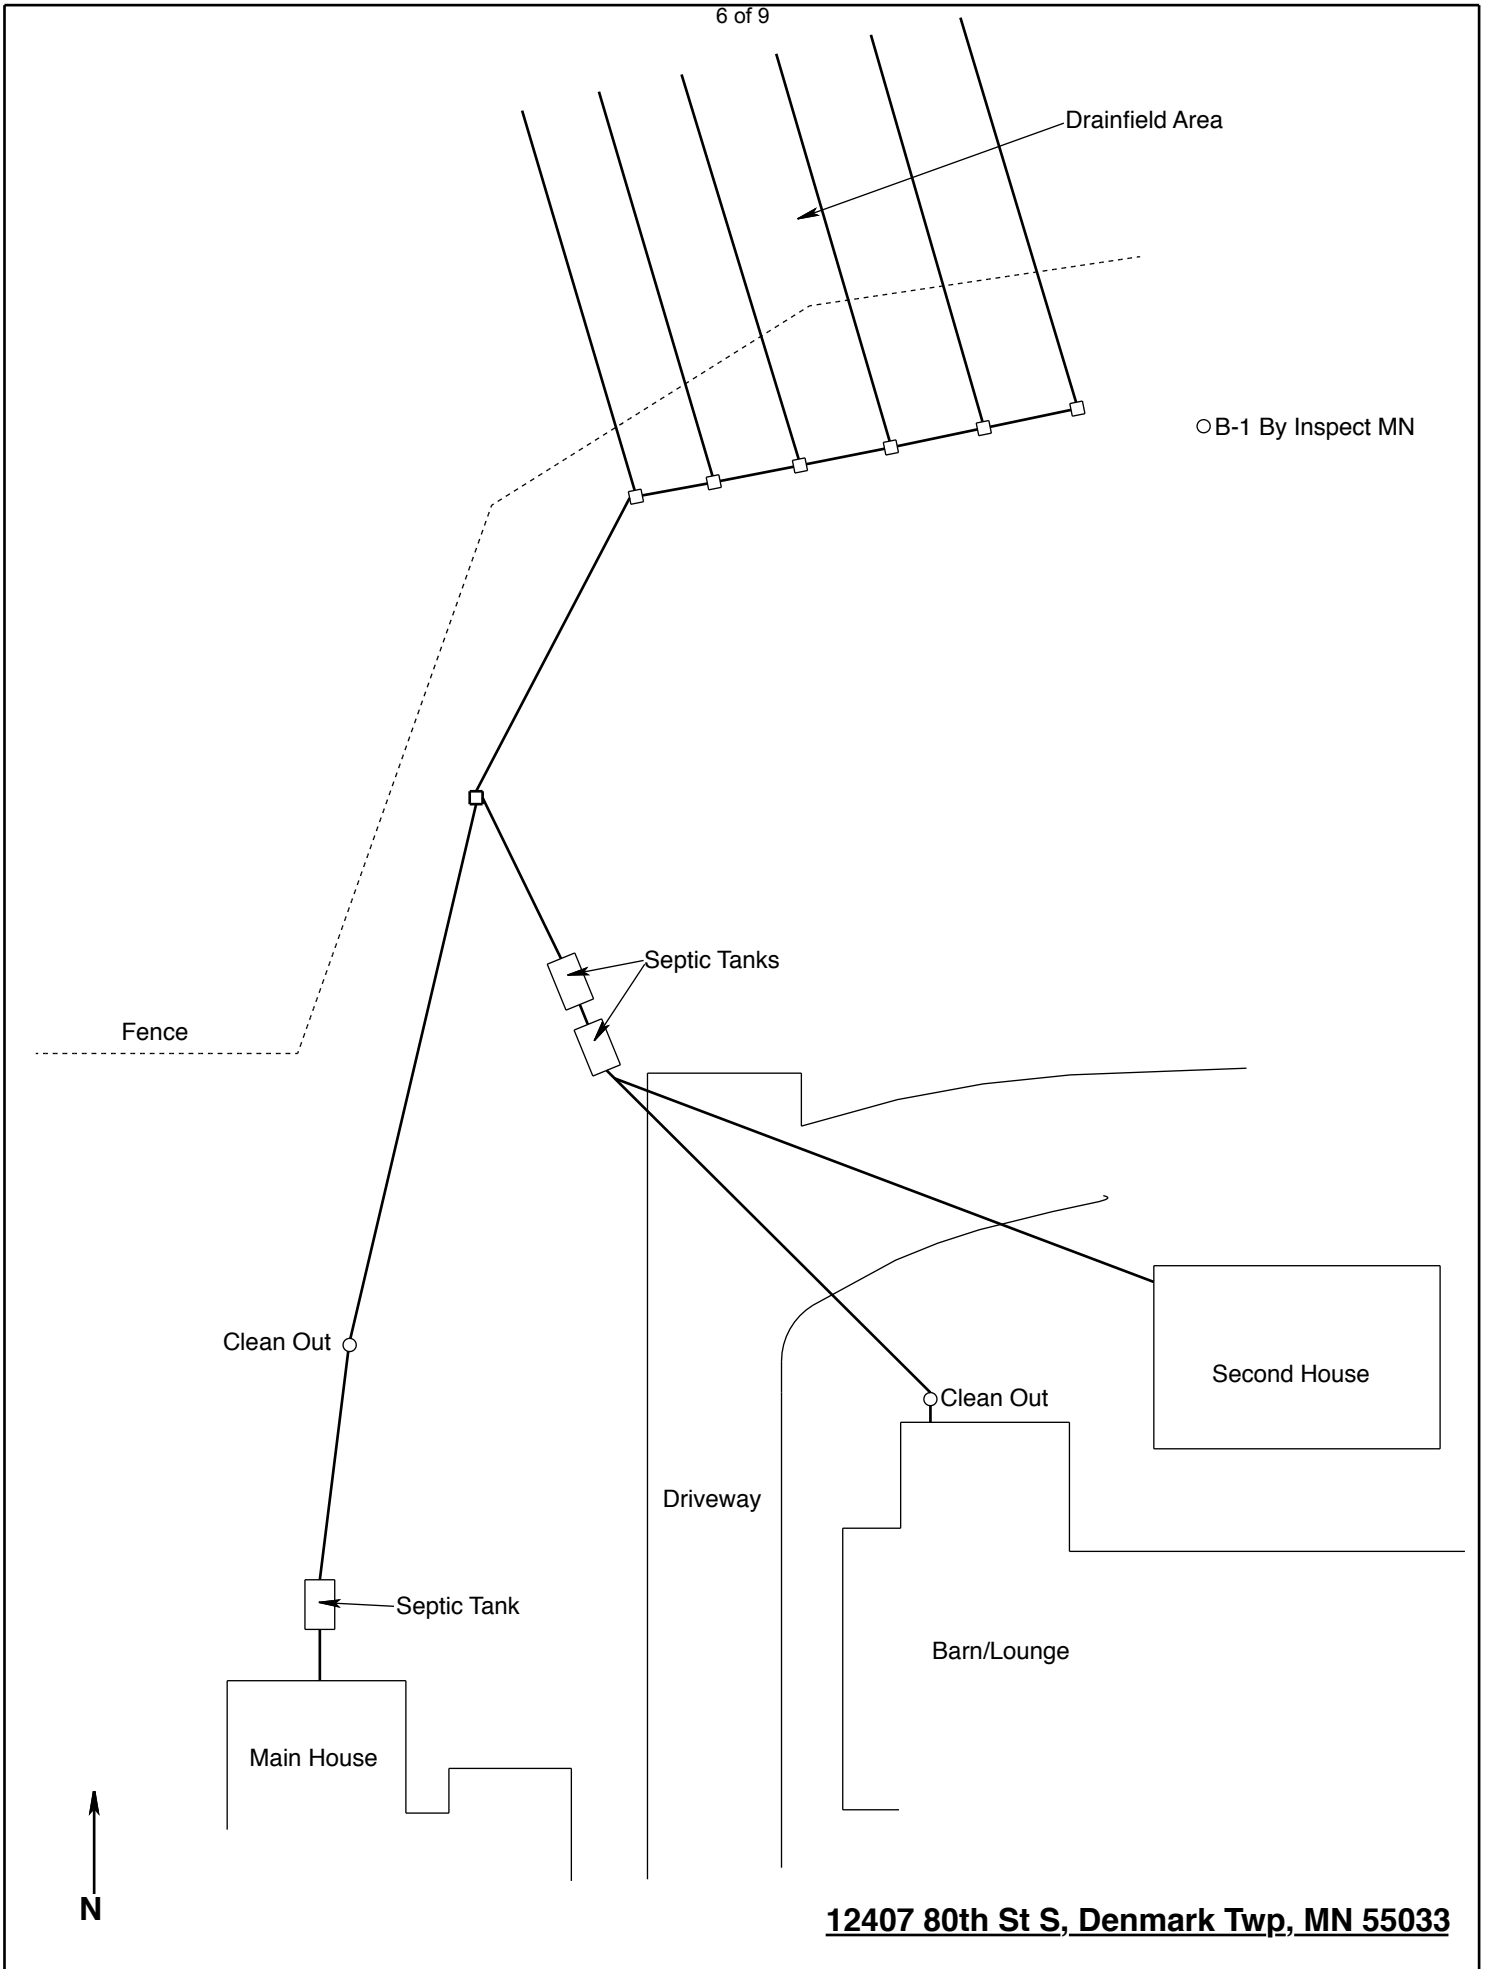 6 of 9
Drainfield Area
B-1 By Inspect MN
Septic Tanks
Fence
Clean Out
Clean Out
Second House
Driveway
Septic Tank
Barn/Lounge
Main House
N
12407 80th St S, Denmark Twp, MN 55033